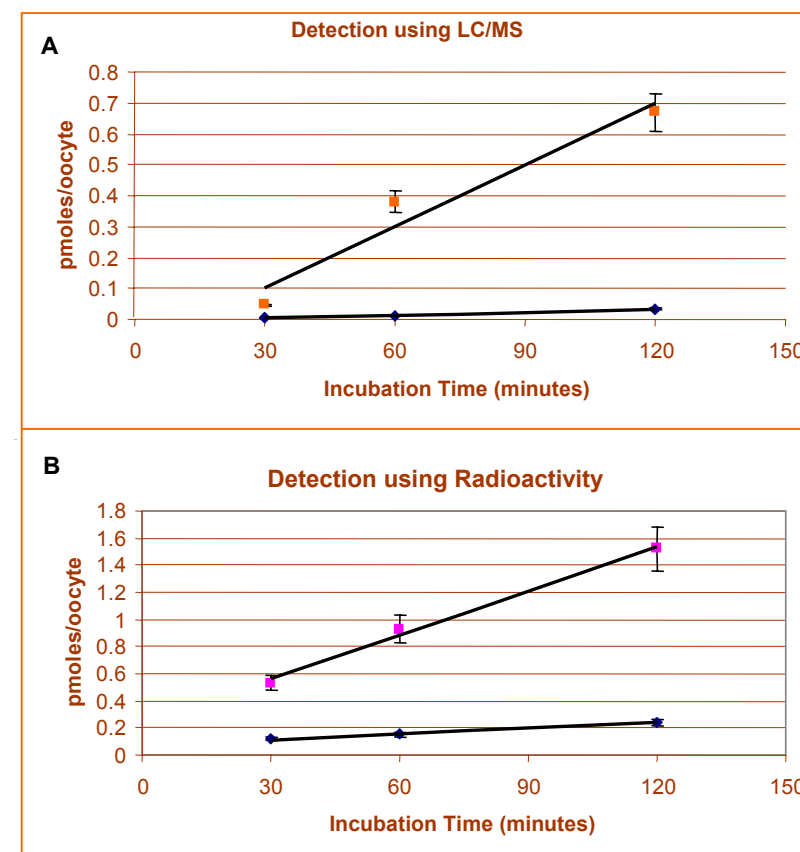 A
Detection using LC/MS
pmoles/oocyte
0.8
0.7
0.6
0.5
0.4
0.3
0.2
0.1
0
0 30 60 90 120 150
Incubation Time (minutes)
B
Detection using Radioactivity
pmoles/oocyte
1.8
1.6
1.4
1.2
1
0.8
0.6
0.4
0.2
0
0 30 60 90 120 150
Incubation Time (minutes)